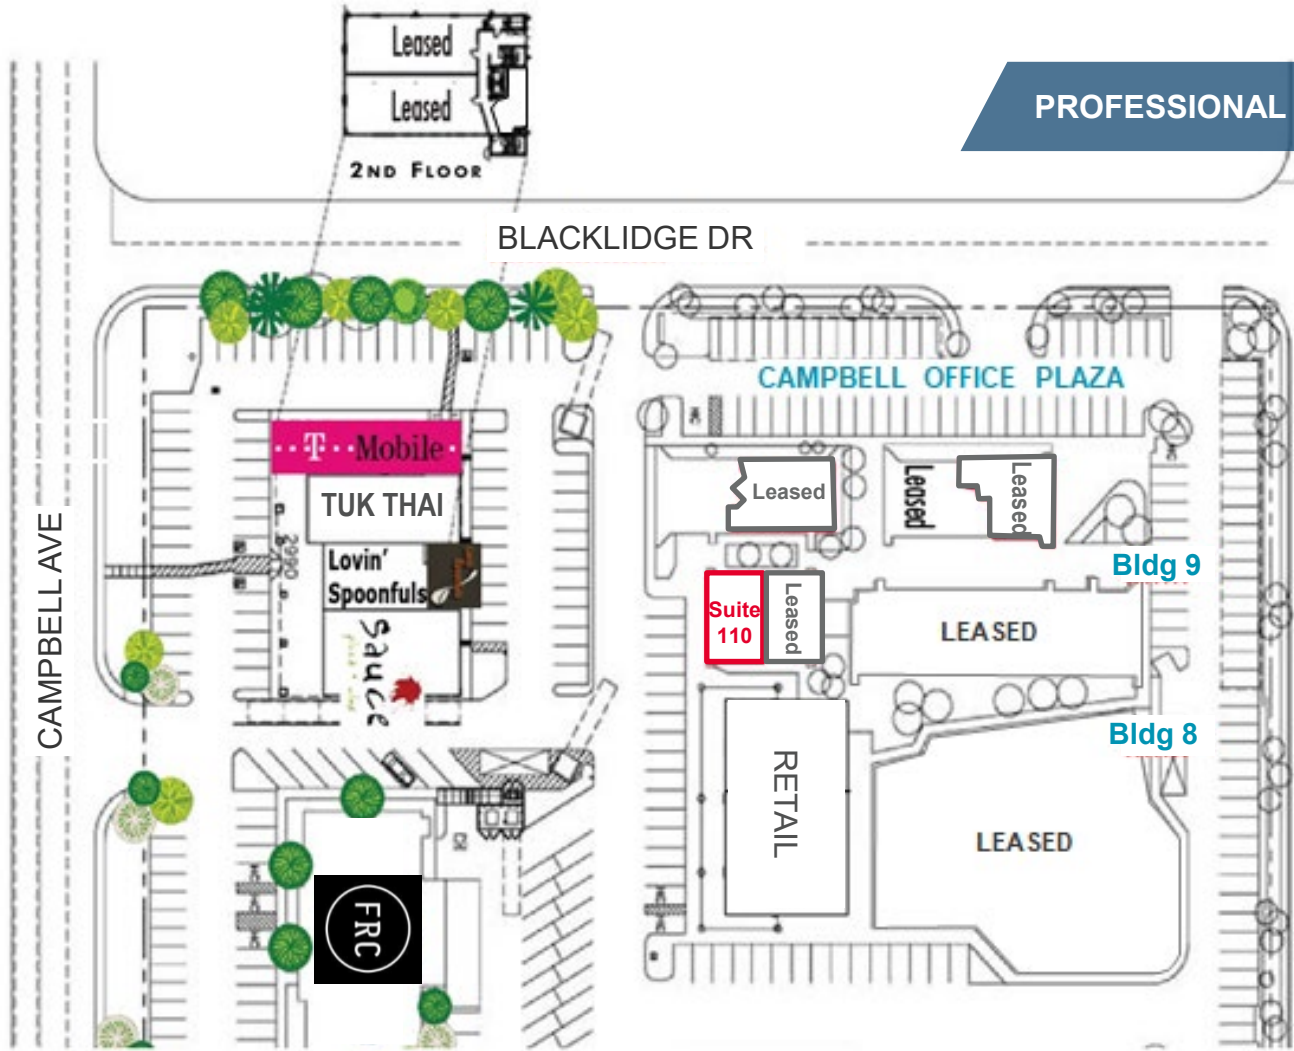 Leased
Leased
2ND FLOOR
PROFESSIONAL
BLACKLIDGE DR
CAMPBELL OFFICE PLAZA
T Mobile
TUK THAI
Lovin'
Spoonfuls
2990
Sauce
CAMPBELL AVE
Leased
Leased
Leased
Bldg 9
Suite
110
Leased
LEASED
Bldg 8
RETAIL
LEASED
FRC